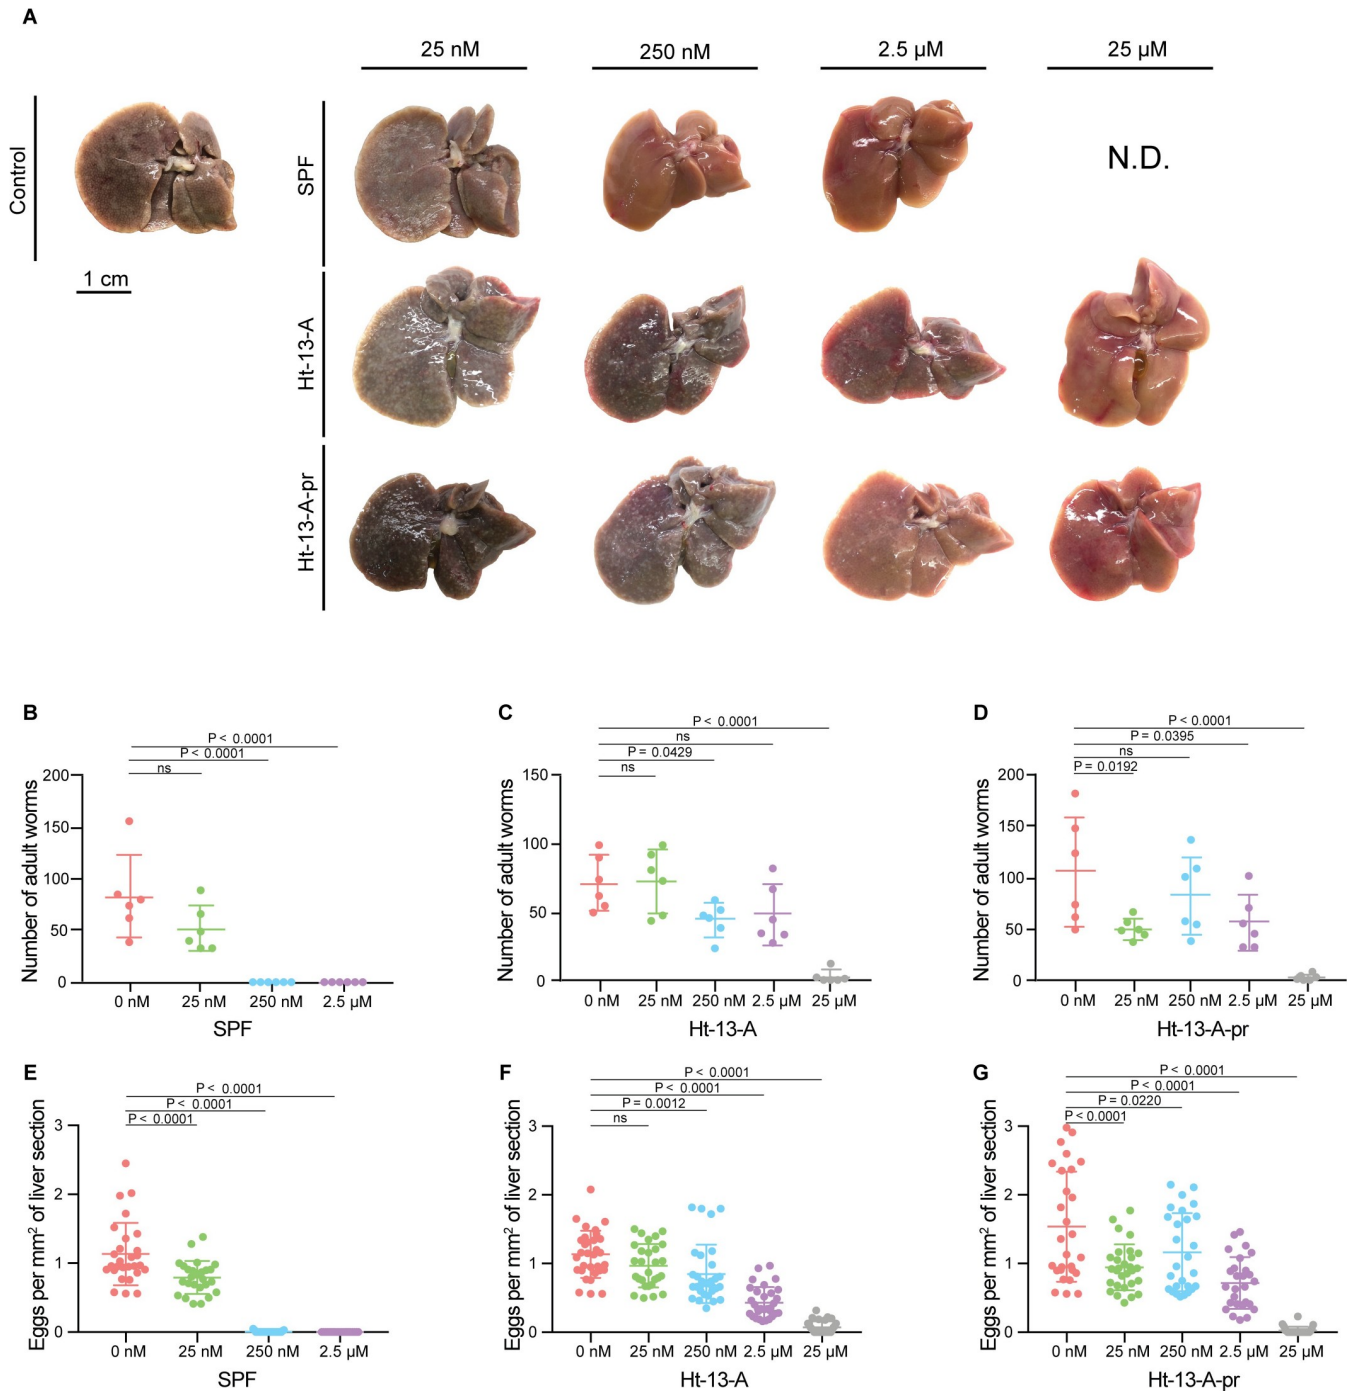 A
25 nM 250 nM 2.5 µM 25 µM
Control
SPF
N.D.
1 cm
Ht-13-A
Ht-13-A-pr
B
P < 0.0001
P < 0.0001
ns
Number of adult worms
200
150
100
50
0
0 nM 25 nM 250 nM 2.5 µM
SPF
C
P < 0.0001
ns
P = 0.0429
ns
Number of adult worms
150
100
50
0
0 nM 25 nM 250 nM 2.5 µM 25 µM
Ht-13-A
D
P < 0.0001
P = 0.0395
ns
P = 0.0192
Number of adult worms
200
150
100
50
0
0 nM 25 nM 250 nM 2.5 µM 25 µM
Ht-13-A-pr
E
P < 0.0001
P < 0.0001
P < 0.0001
Eggs per mm² of liver section
3
2
1
0
0 nM 25 nM 250 nM 2.5 µM
SPF
F
P < 0.0001
P < 0.0001
P = 0.0012
ns
Eggs per mm² of liver section
3
2
1
0
0 nM 25 nM 250 nM 2.5 µM 25 µM
Ht-13-A
G
P < 0.0001
P < 0.0001
P = 0.0220
P < 0.0001
Eggs per mm² of liver section
3
2
1
0
0 nM 25 nM 250 nM 2.5 µM 25 µM
Ht-13-A-pr